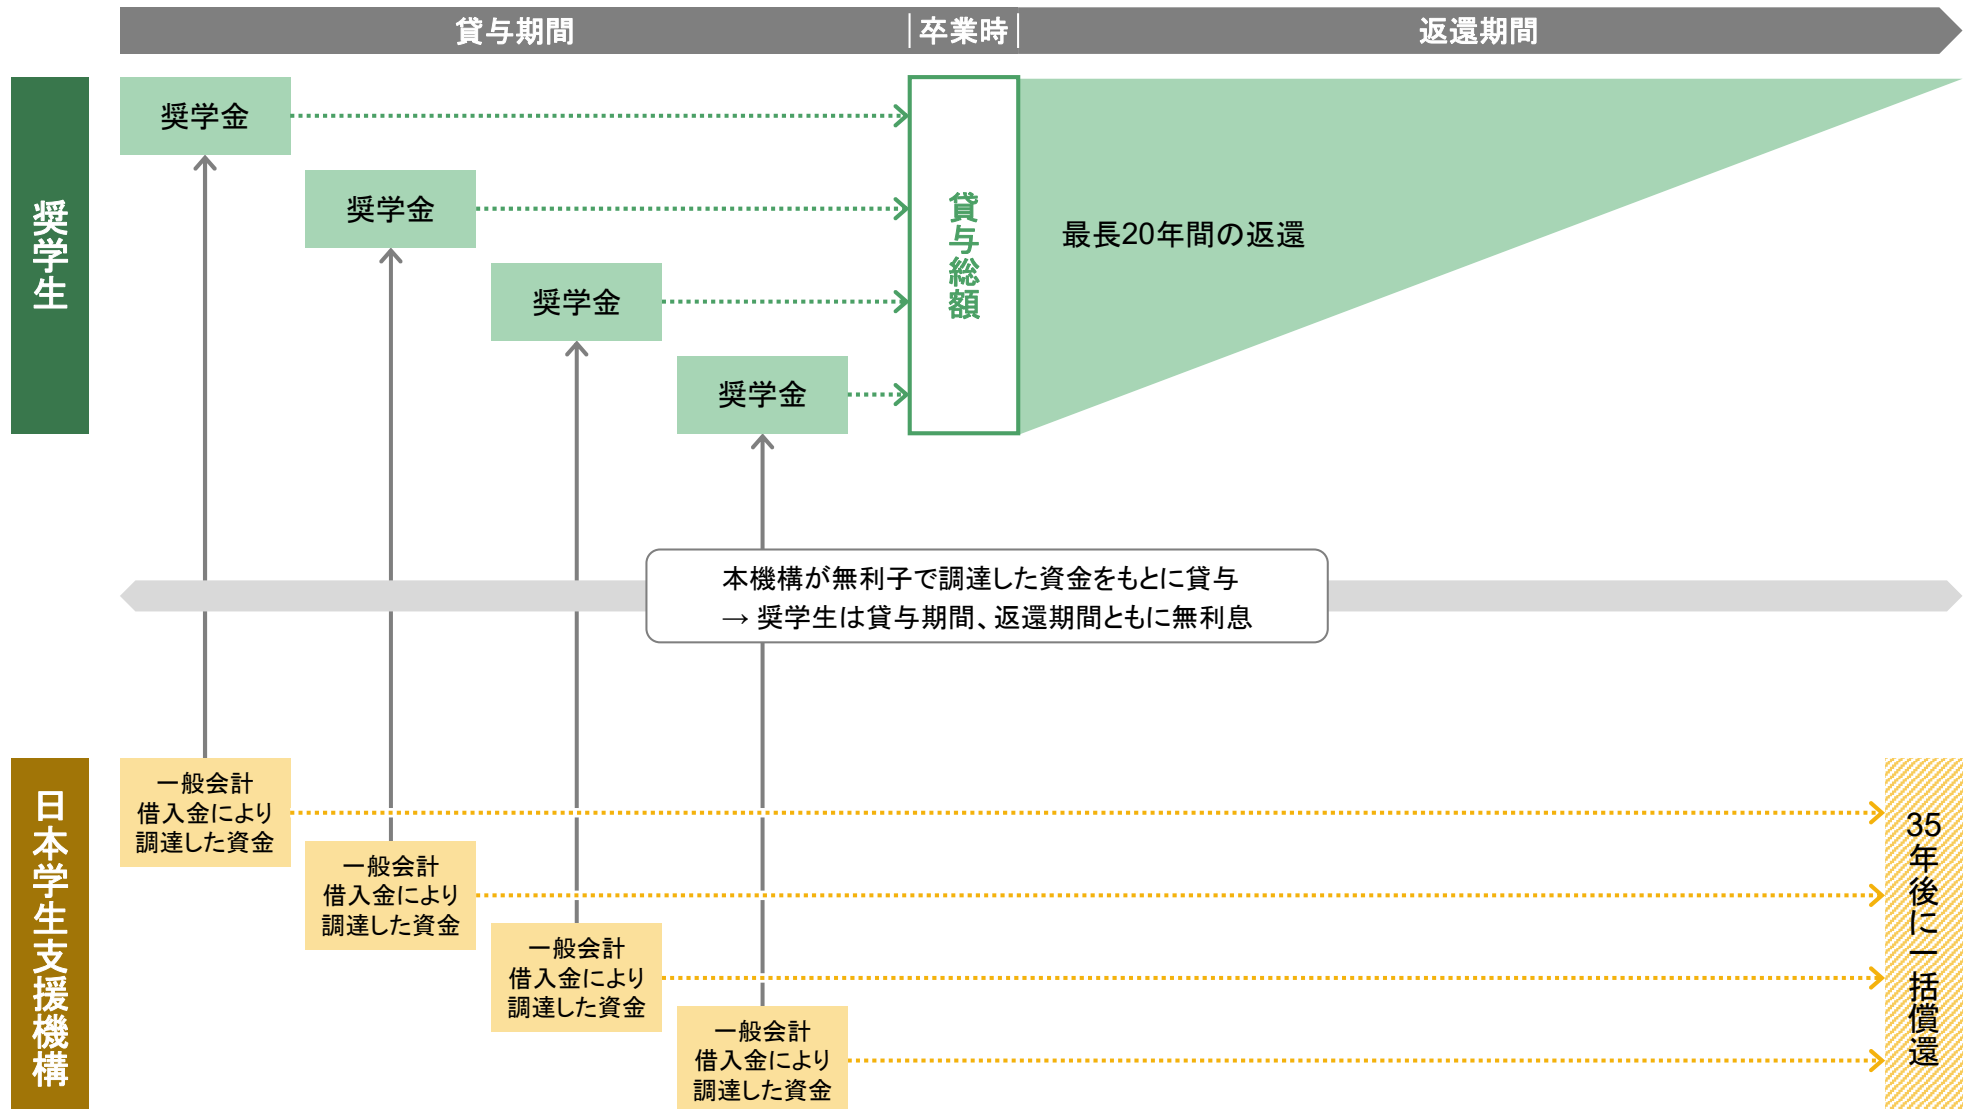 貸与期間
卒業時
返還期間
奨学生
奨学金
奨学金
奨学金
奨学金
貸与総額
最長20年間の返還
本機構が無利子で調達した資金をもとに貸与
→ 奨学生は貸与期間、返還期間ともに無利息
日本学生支援機構
一般会計
借入金により
調達した資金
一般会計
借入金により
調達した資金
一般会計
借入金により
調達した資金
一般会計
借入金により
調達した資金
35年後に一括償還